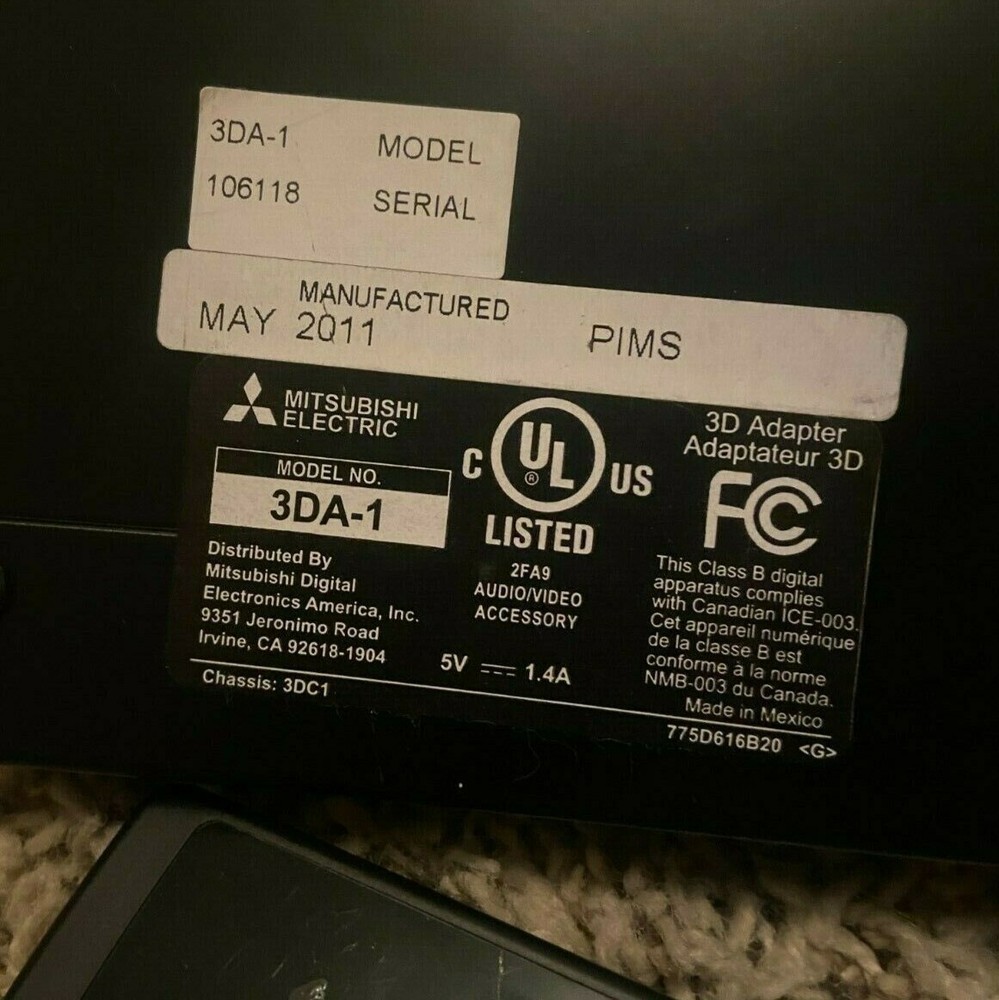 3DA-1 MODEL
106118 SERIAL
MANUFACTURED
MAY 2011 PIMS
MITSUBISHI
ELECTRIC
MODEL NO.
3DA-1
Distributed By
Mitsubishi Digital
Electronics America, Inc.
9351 Jeronimo Road
Irvine, CA 92618-1904
C UL ® US
LISTED
2FA9
AUDIO/VIDEO
ACCESSORY
5V ⎓ 1.4A
3D Adapter
Adaptateur 3D
FC
This Class B digital
apparatus complies
with Canadian ICE-003.
Cet appareil numérique
de la classe B est
conforme à la norme
NMB-003 du Canada.
Made in Mexico
Chassis: 3DC1
775D616B20 <G>